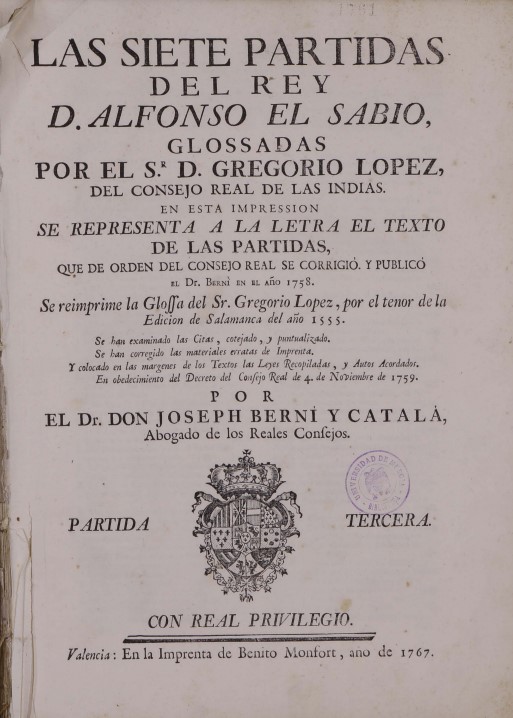 LAS SIETE PARTIDAS
DEL REY
D. ALFONSO EL SABIO,
GLOSSADAS
POR EL S.R D. GREGORIO LOPEZ,
DEL CONSEJO REAL DE LAS INDIAS.
EN ESTA IMPRESSION
SE REPRESENTA A LA LETRA EL TEXTO
DE LAS PARTIDAS,
QUE DE ORDEN DEL CONSEJO REAL SE CORRIGIÓ. Y PUBLICÓ
EL Dr. BERNÌ EN EL AÑO 1758.
Se reimprime la Gloſſa del Sr. Gregorio Lopez, por el tenor de la
Edicion de Salamanca del año 1555.
Se han examinado las Citas, cotejado, y puntualizado.
Se han corregido las materiales erratas de Imprenta.
Y colocado en las margenes de los Textos las Leyes Recopiladas, y Autos Acordados.
En obedecimiento del Decreto del Conſejo Real de 4. de Noviembre de 1759.
POR
EL Dr. DON JOSEPH BERNÌ Y CATALÀ,
Abogado de los Reales Conſejos.
UNIVERSIDAD DE
PARTIDA TERCERA.
CON REAL PRIVILEGIO.
Valencia: En la Imprenta de Benito Monfort, año de 1767.